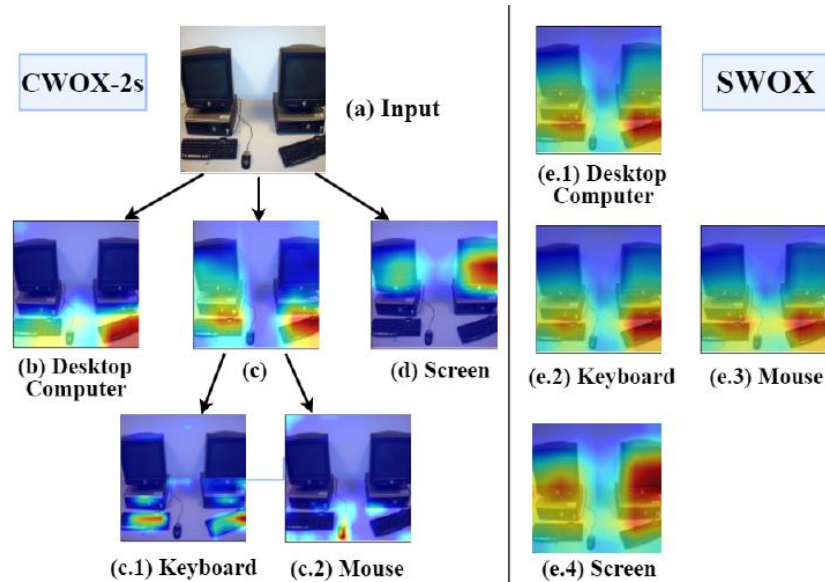 CWOX-2s
(a) Input
SWOX
(e.1) Desktop
Computer
(b) Desktop
Computer
(c)
(d) Screen
(e.2) Keyboard
(e.3) Mouse
(c.1) Keyboard
(c.2) Mouse
(e.4) Screen